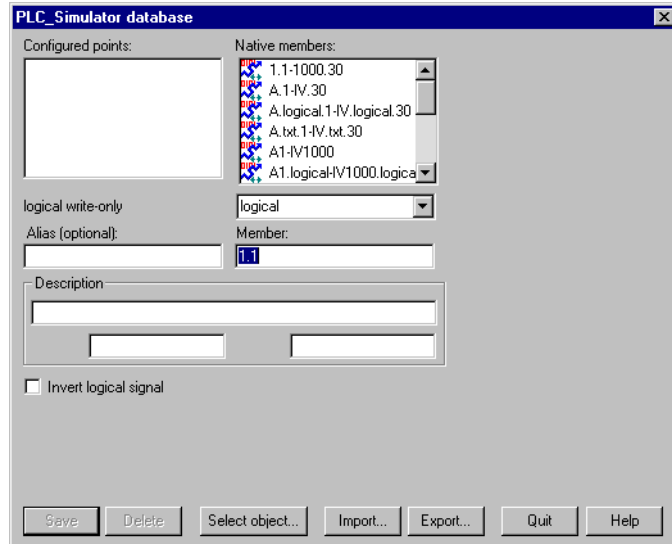 PLC_Simulator database
Configured points:
Native members:
1.1-1000.30
A.1-IV.30
A.logical.1-IV.logical.30
A.txt.1-IV.txt.30
A1-IV1000
A1.logical-IV1000.logica
logical write-only
logical
Alias (optional):
Member:
1.1
Description
Invert logical signal
Save
Delete
Select object...
Import...
Export...
Quit
Help